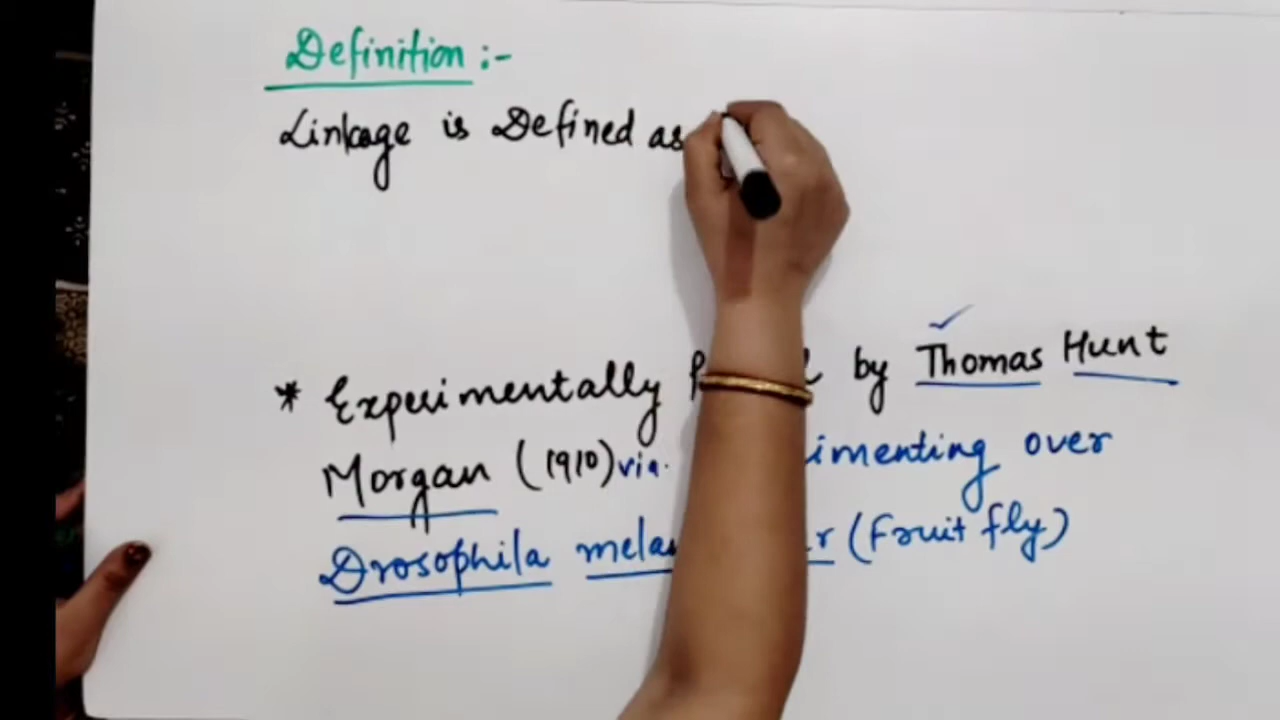 Definition :-
Linkage is Defined as
* Experimentally by Thomas Hunt
Morgan (1910) via
over
Drosophila (Fruit fly)